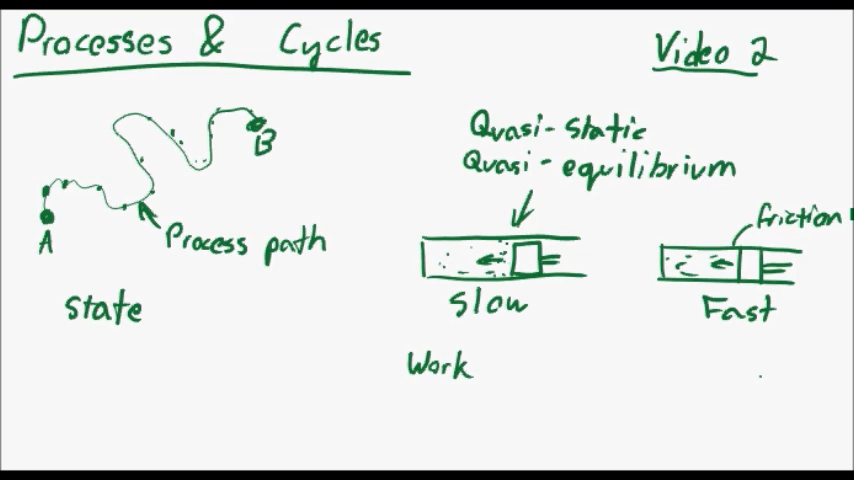 Processes & Cycles
Video 2
Quasi-static
Quasi-equilibrium
A
B
Process path
friction
State
Slow
Fast
Work